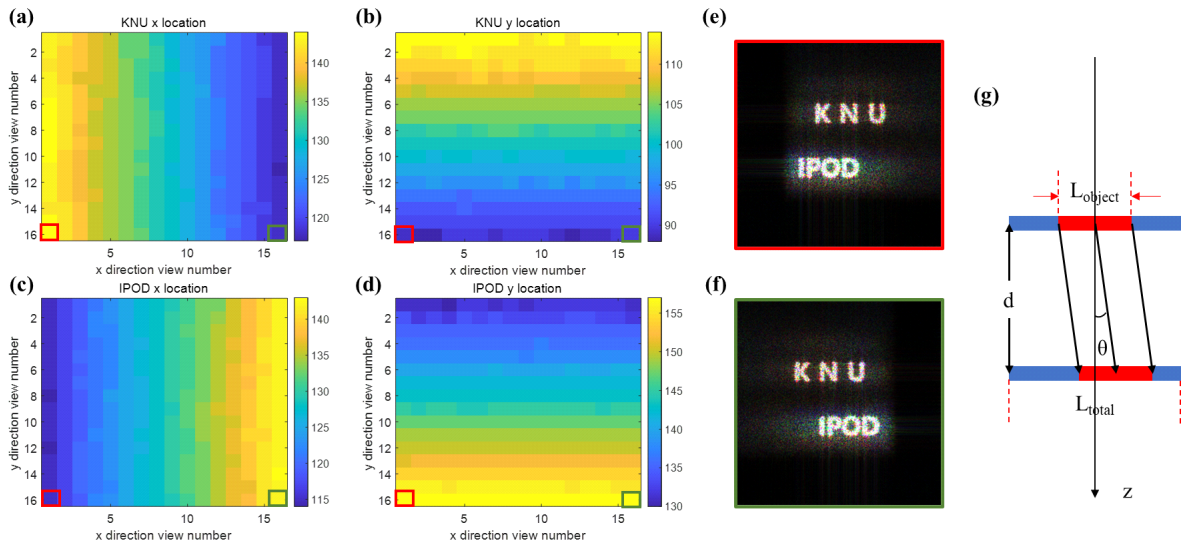 (a)
KNU x location
2
4
6
8
10
12
14
16
5
10
15
y direction view number
x direction view number
140
135
130
125
120
(b)
KNU y location
2
4
6
8
10
12
14
16
5
10
15
y direction view number
x direction view number
110
105
100
95
90
(c)
IPOD x location
2
4
6
8
10
12
14
16
5
10
15
y direction view number
x direction view number
140
135
130
125
120
115
(d)
IPOD y location
2
4
6
8
10
12
14
16
5
10
15
y direction view number
x direction view number
155
150
145
140
135
130
(e)
K N U
IPOD
(f)
K N U
IPOD
(g)
L_object
d
θ
L_total
z